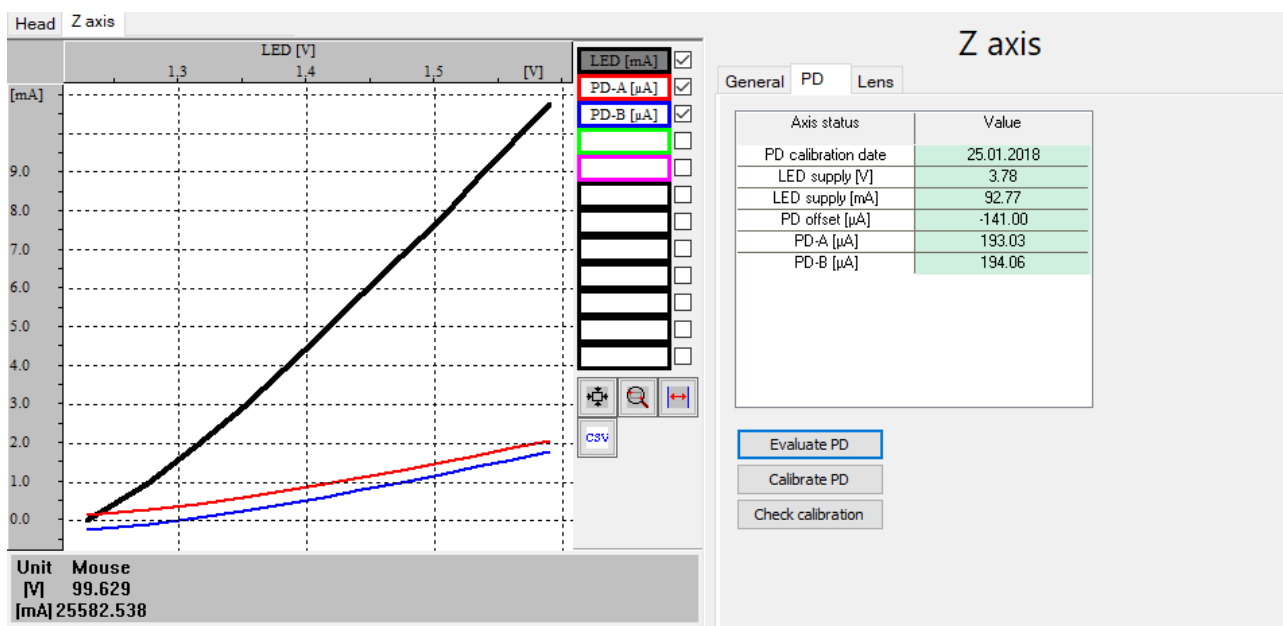 Head Z axis
LED [V]
1,3 1,4 1,5 [V]
[mA]
9.0
8.0
7.0
6.0
5.0
4.0
3.0
2.0
1.0
0.0
LED [mA]
PD-A [µA]
PD-B [µA]
CSV
Unit Mouse
[V] 99.629
[mA] 25582.538
Z axis
General PD Lens
Axis status Value
PD calibration date 25.01.2018
LED supply [V] 3.78
LED supply [mA] 92.77
PD offset [µA] -141.00
PD-A [µA] 193.03
PD-B [µA] 194.06
Evaluate PD
Calibrate PD
Check calibration